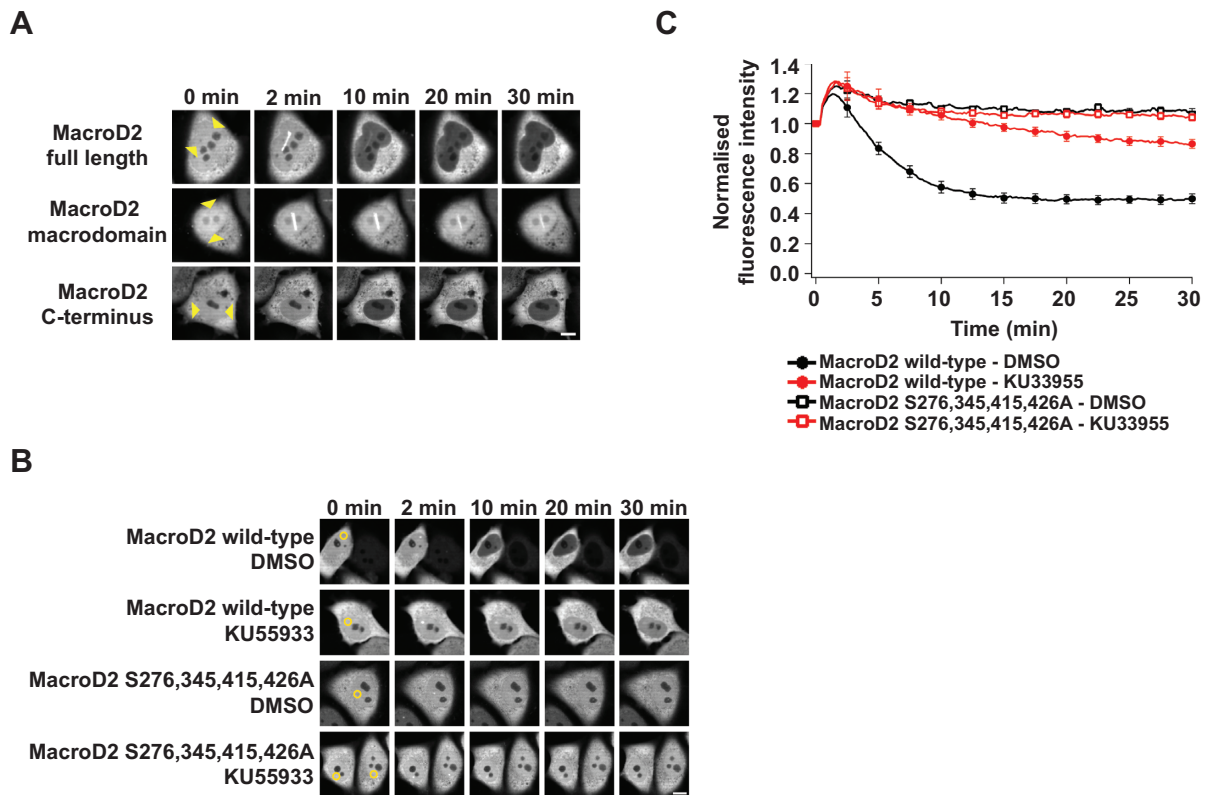 A
0 min 2 min 10 min 20 min 30 min
MacroD2
full length
MacroD2
macrodomain
MacroD2
C-terminus
B
0 min 2 min 10 min 20 min 30 min
MacroD2 wild-type
DMSO
MacroD2 wild-type
KU55933
MacroD2 S276,345,415,426A
DMSO
MacroD2 S276,345,415,426A
KU55933
C
Normalised
fluorescence intensity
1.4
1.2
1.0
0.8
0.6
0.4
0.2
0.0
0 5 10 15 20 25 30
Time (min)
MacroD2 wild-type - DMSO
MacroD2 wild-type - KU33955
MacroD2 S276,345,415,426A - DMSO
MacroD2 S276,345,415,426A - KU33955